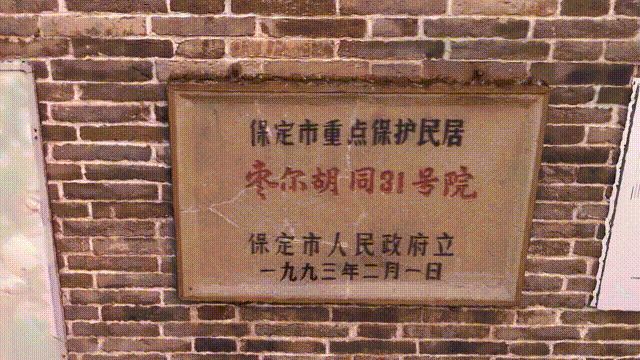 保定市重点保护民居
枣尔胡同31号院
保定市人民政府立
一九九三年二月一日